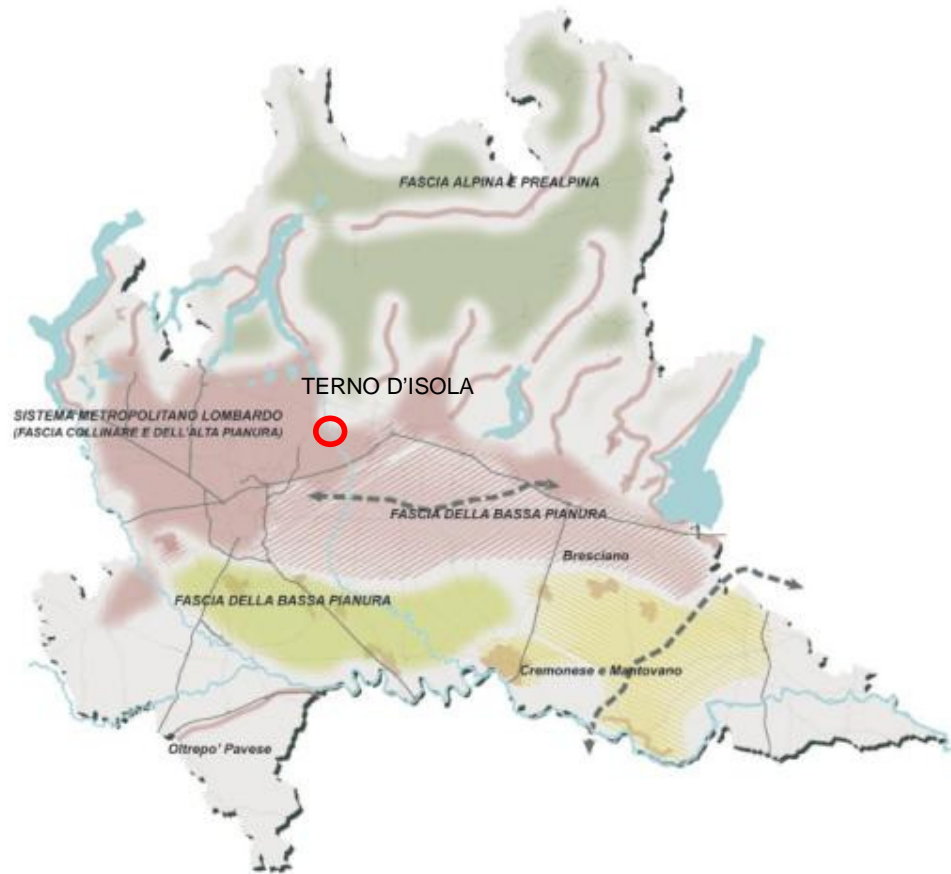 FASCIA ALPINA E PREALPINA
TERNO D'ISOLA
SISTEMA METROPOLITANO LOMBARDO
(FASCIA COLLINARE E DELL'ALTA PIANURA)
FASCIA DELLA BASSA PIANURA
Bresciano
FASCIA DELLA BASSA PIANURA
Cremonese e Mantovano
Oltrepo' Pavese